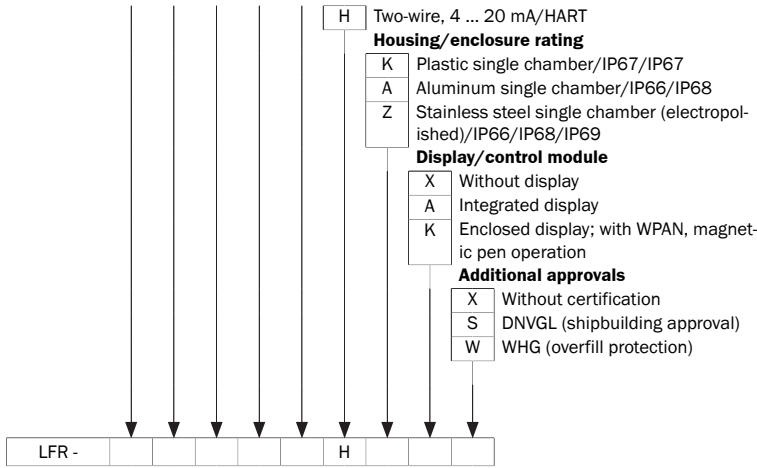 H Two-wire, 4 ... 20 mA/HART
Housing/enclosure rating
K Plastic single chamber/IP67/IP67
A Aluminum single chamber/IP66/IP68
Z Stainless steel single chamber (electropol-
ished)/IP66/IP68/IP69
Display/control module
X Without display
A Integrated display
K Enclosed display; with WPAN, magnet-
ic pen operation
Additional approvals
X Without certification
S DNVGL (shipbuilding approval)
W WHG (overfill protection)
LFR - H